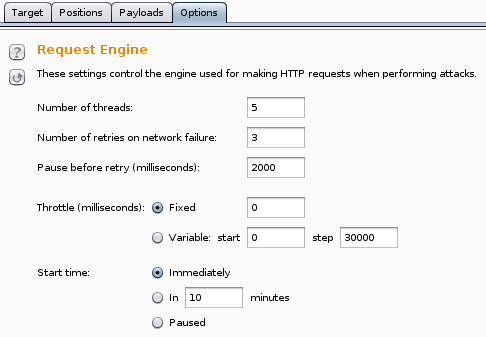 Target Positions Payloads Options
? Request Engine
These settings control the engine used for making HTTP requests when performing attacks.
Number of threads: 5
Number of retries on network failure: 3
Pause before retry (milliseconds): 2000
Throttle (milliseconds): Fixed 0
Variable: start 0 step 30000
Start time: Immediately
In 10 minutes
Paused